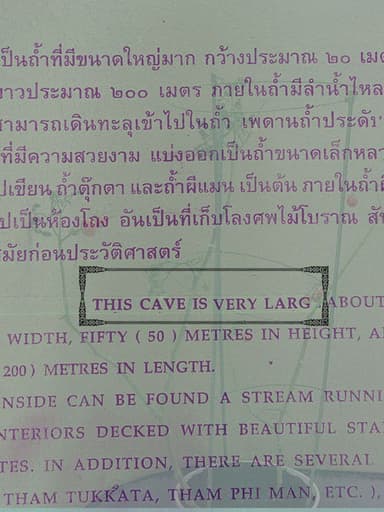 เป็นถ้ำที่มีขนาดใหญ่มาก กว้างประมาณ ๒๐
ยาวประมาณ ๒๐๐ เมตร ภายในถ้ำมีลำน้ำไหล
สามารถเดินทะลุเข้าไปในถ้ำ เพดานถ้ำประดับ
ที่มีความสวยงาม แบ่งออกเป็นถ้ำขนาดเล็ก
เขียน ถ้ำตุ๊กตา และถ้ำผีแมน เป็นต้น ภายในถ้ำ
เป็นห้องโถง อันเป็นที่เก็บโลงศพไม้โบราณ
สมัยก่อนประวัติศาสตร์
THIS CAVE IS VERY LARG ABOUT
WIDTH, FIFTY ( 50 ) METRES IN HEIGHT,
200 ) METRES IN LENGTH.
NSIDE CAN BE FOUND A STREAM RUNNI
NTERIORS DECKED WITH BEAUTIFUL STA
TES. IN ADDITION, THERE ARE SEVERAL
THAM TUKKATA, THAM PHI MAN, ETC. ),